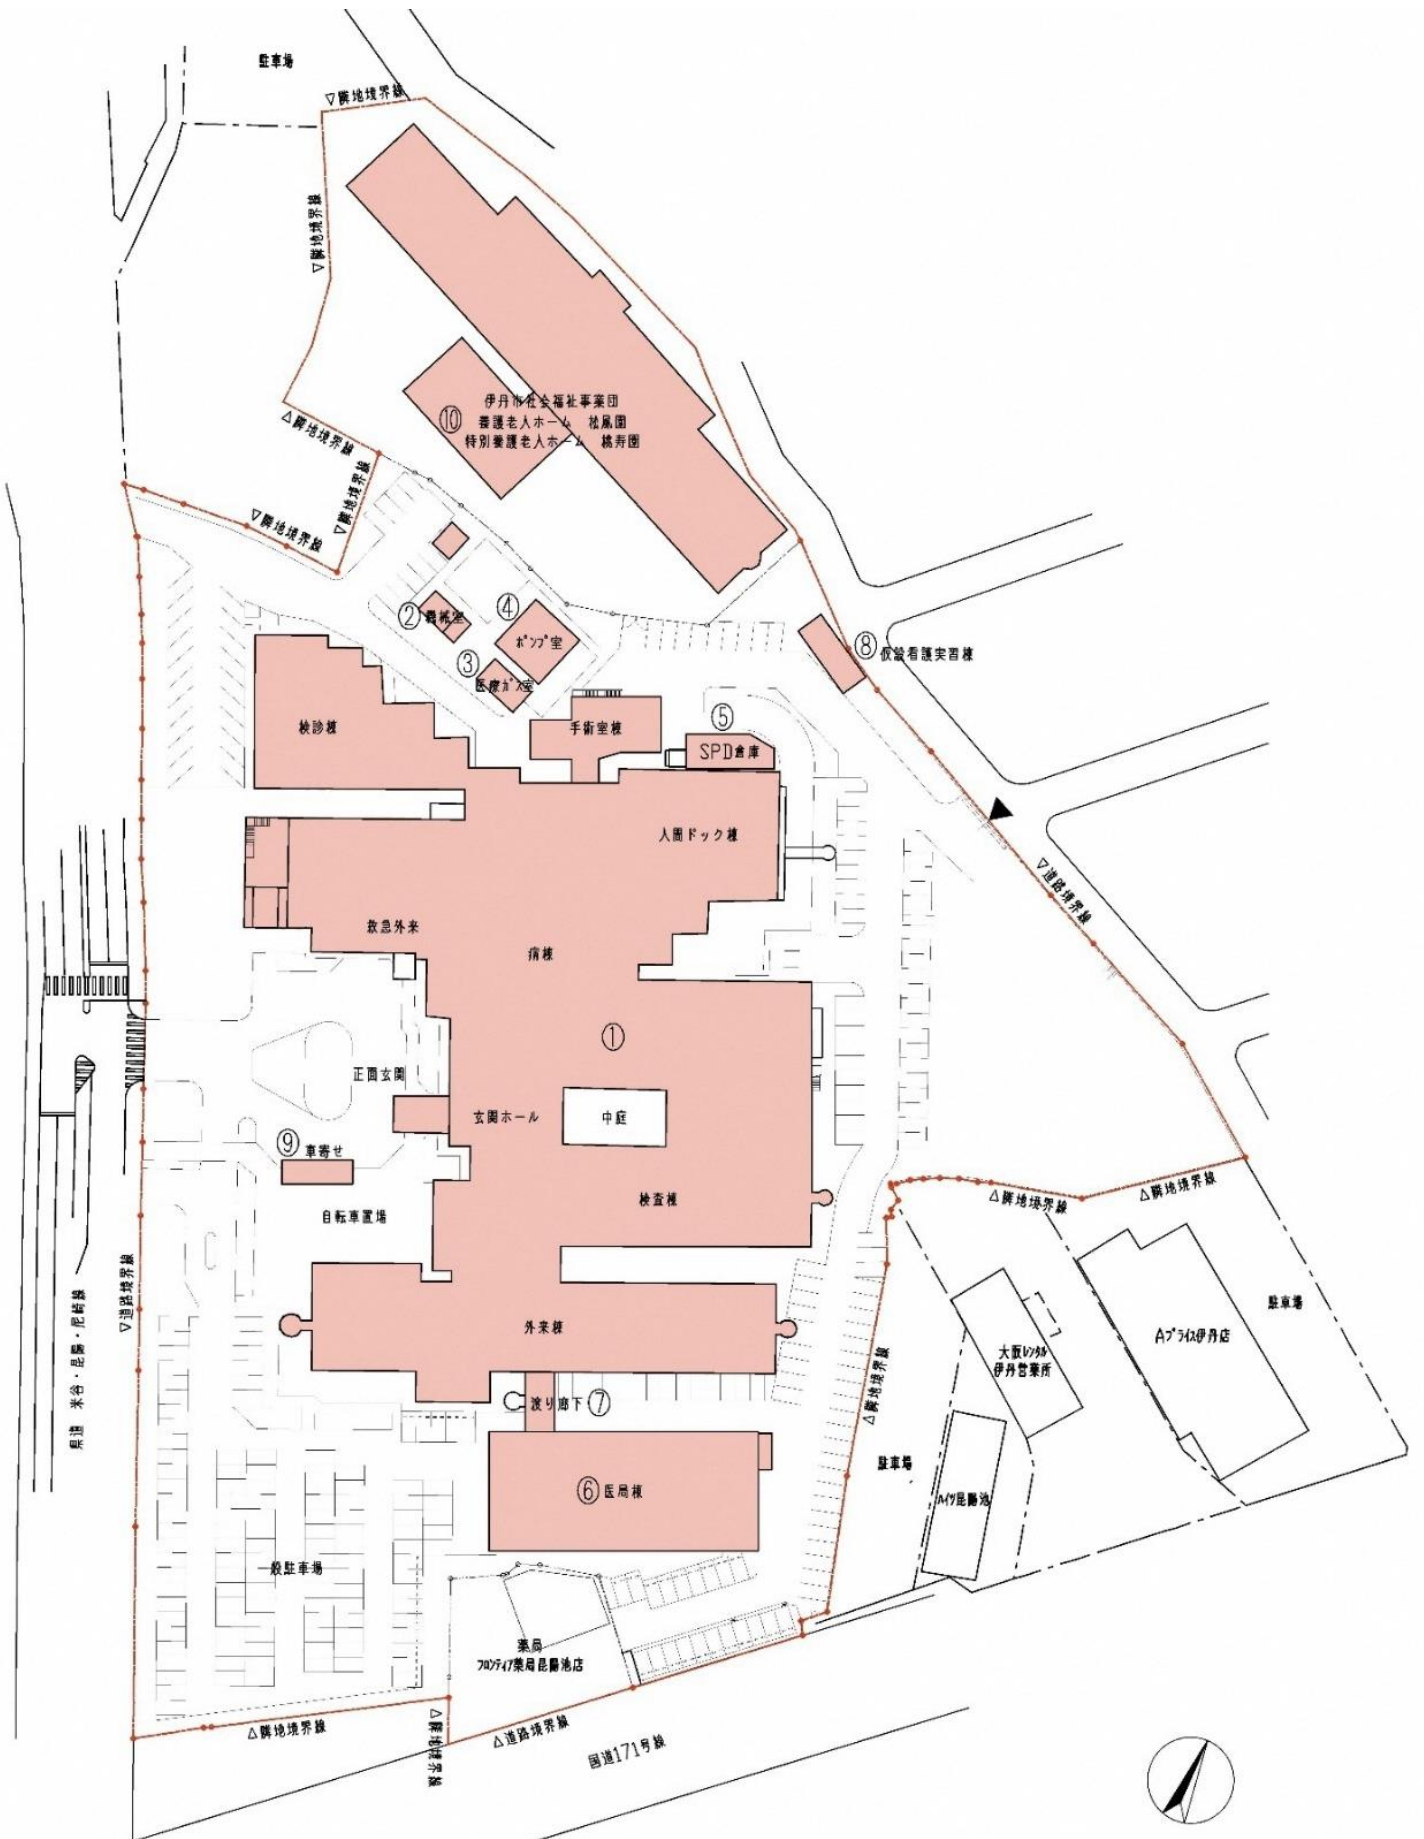 駐車場
▽隣地境界線
▽隣地境界線
伊丹市社会福祉事業団
⑩
養護老人ホーム 松風園
特別養護老人ホーム 桃寿園
△隣地境界線
▽隣地境界線
▽隣地境界線
② 機械室
④
ポンプ室
③
医療ガス室
⑧ 仮設看護実習棟
検診棟
手術室棟
⑤
SPD倉庫
人間ドック棟
▽道路境界線
救急外来
病棟
①
正面玄関
玄関ホール
中庭
⑨ 車寄せ
検査棟
自転車置場
△隣地境界線
△隣地境界線
▽道路境界線
県道 米谷・昆陽・尼崎線
外来棟
駐車場
Aプライス伊丹店
大阪レンタル
伊丹営業所
△隣地境界線
渡り廊下 ⑦
駐車場
ハイツ昆陽池
⑥ 医局棟
一般駐車場
薬局
フロンティア薬局昆陽池店
△隣地境界線
△隣地境界線
△道路境界線
国道171号線